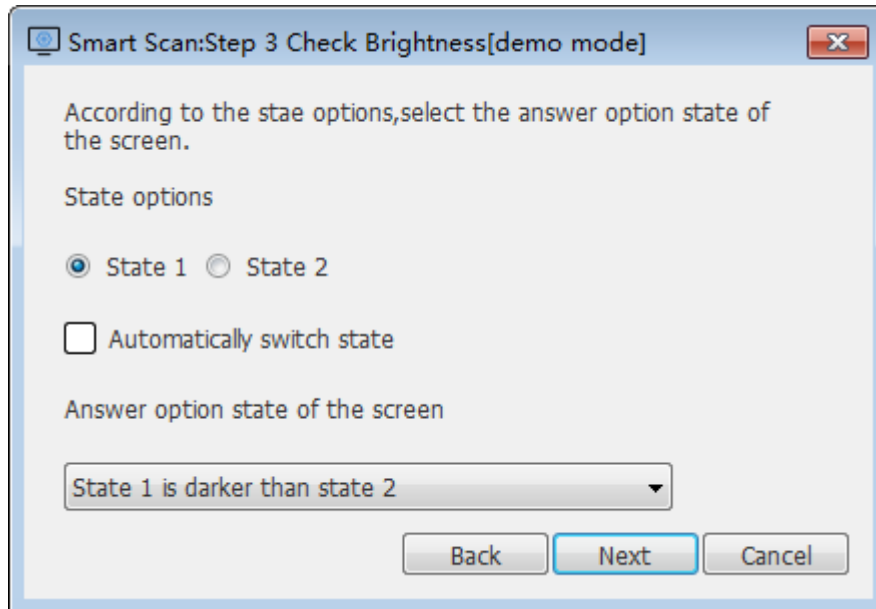 Smart Scan:Step 3 Check Brightness[demo mode]
According to the stae options,select the answer option state of
the screen.
State options
State 1 State 2
Automatically switch state
Answer option state of the screen
State 1 is darker than state 2
Back Next Cancel